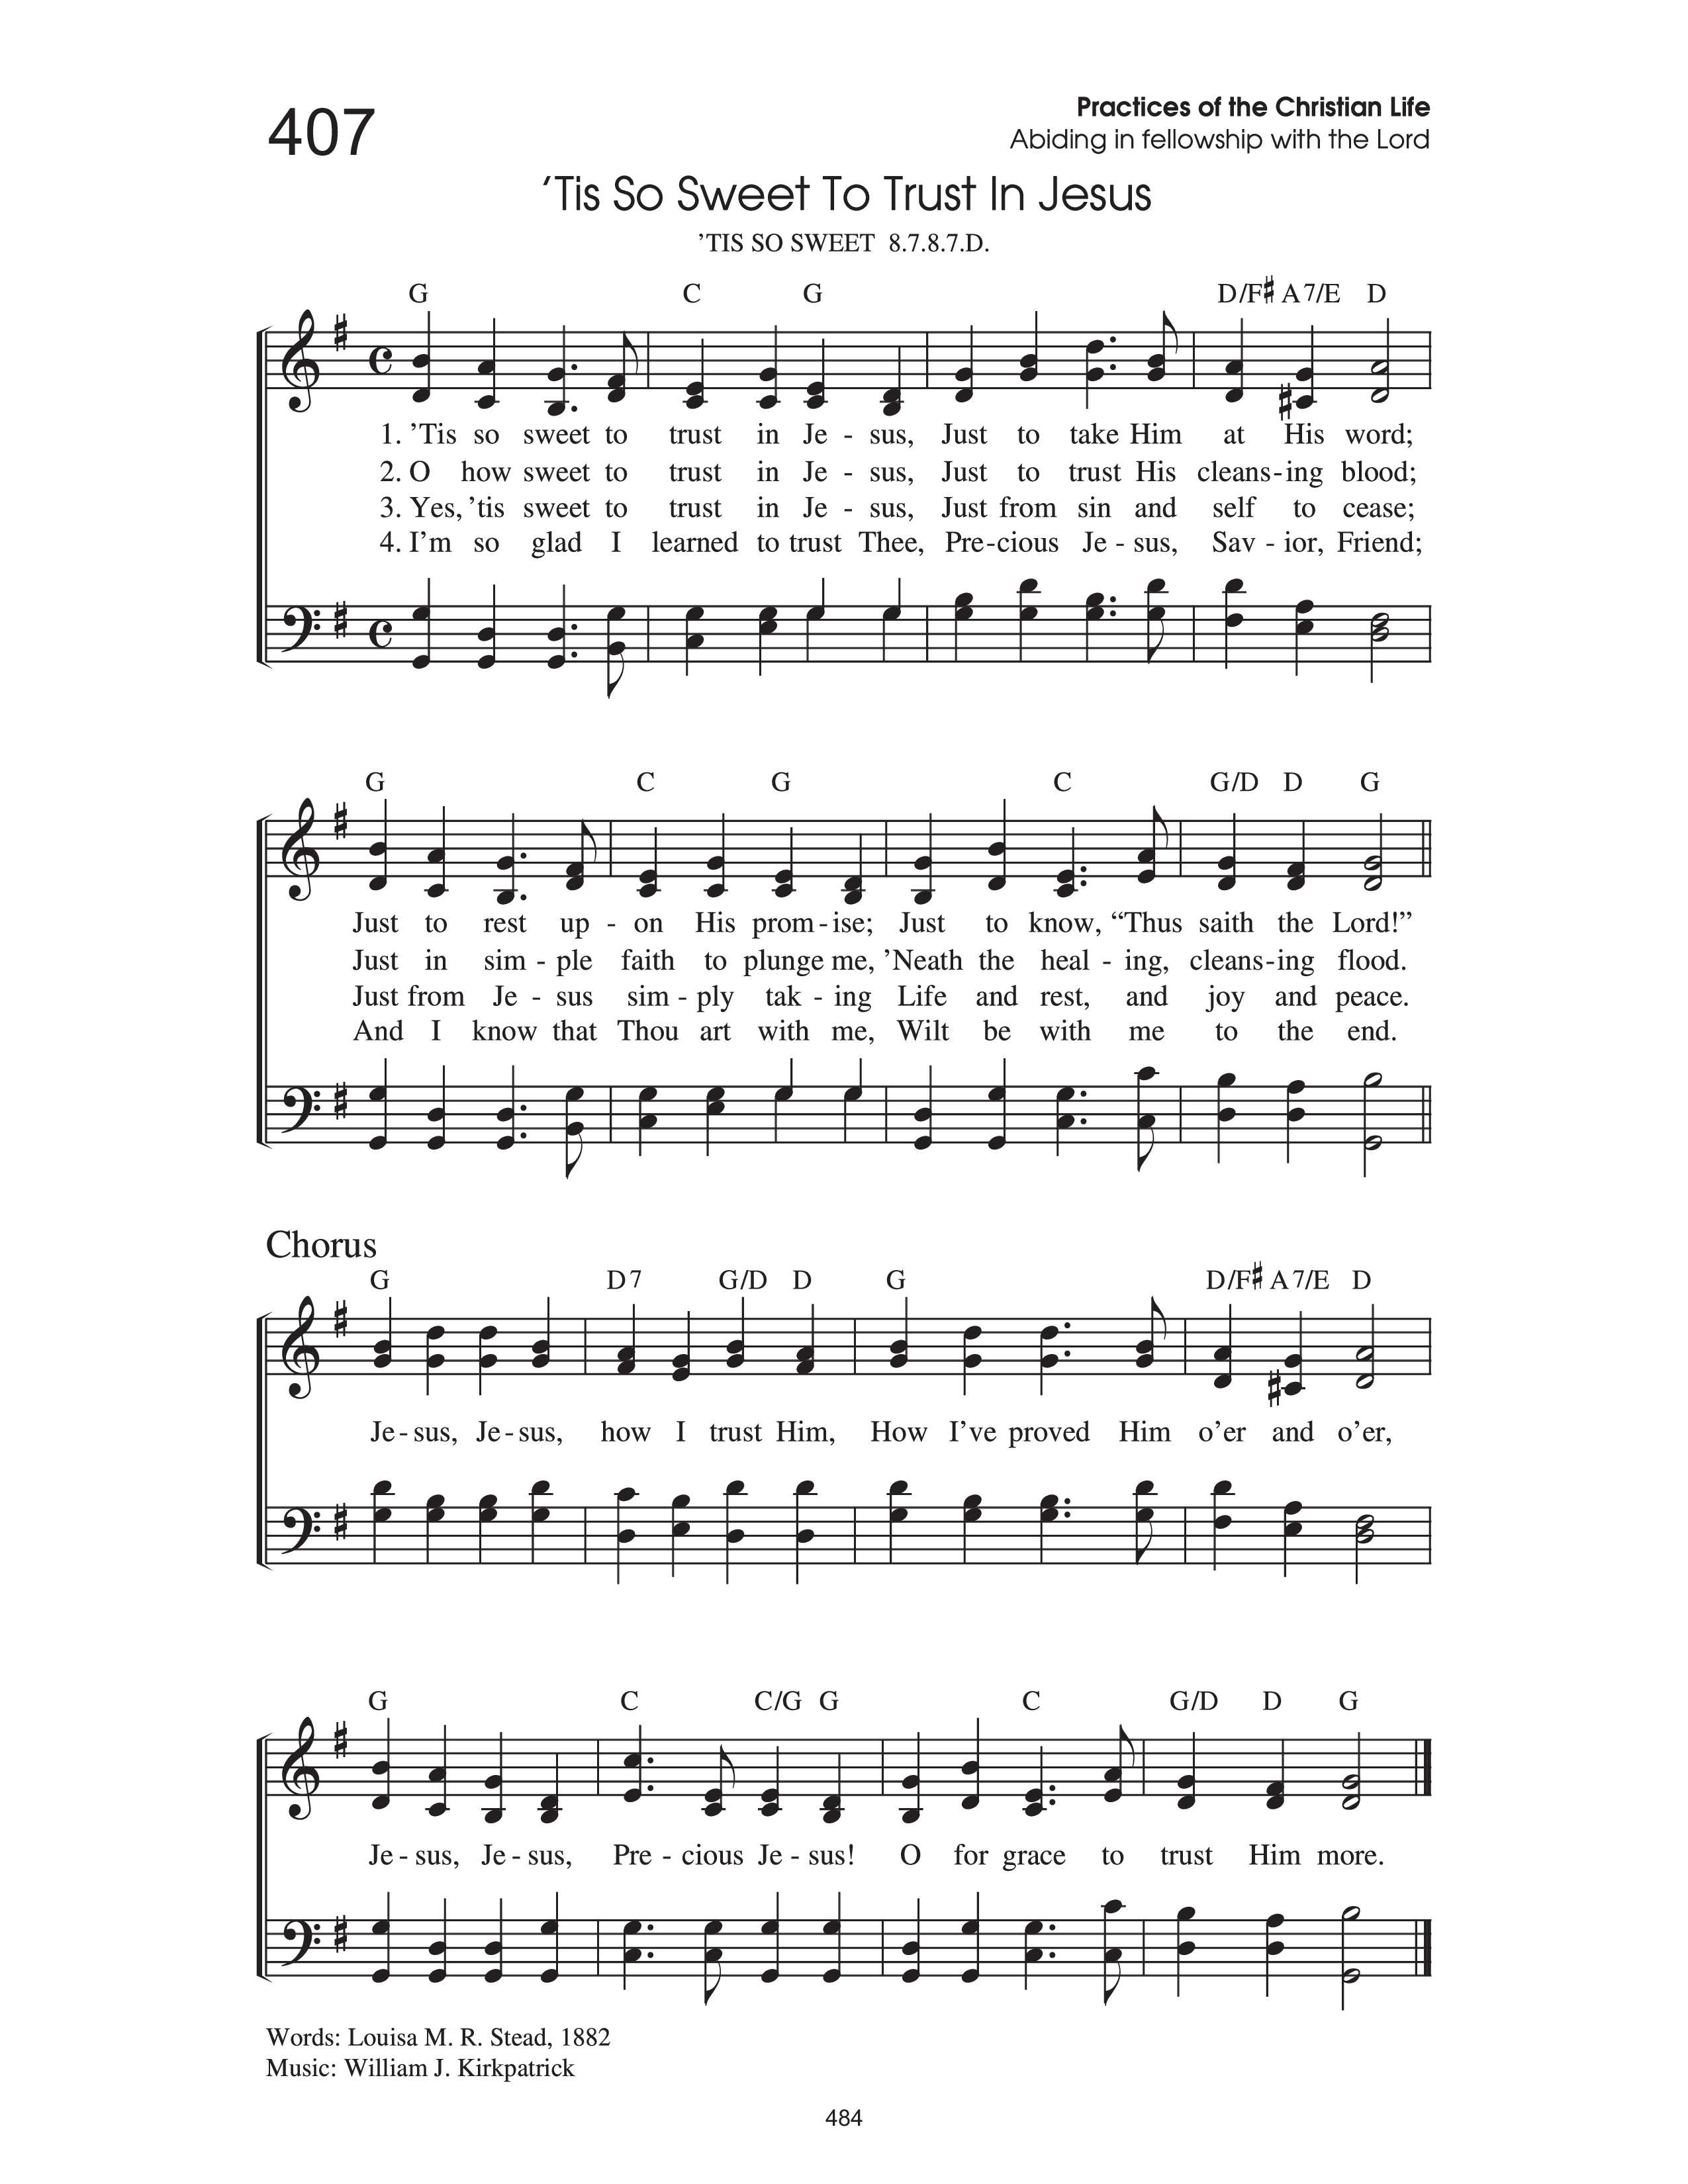 407
Practices of the Christian Life
Abiding in fellowship with the Lord
’Tis So Sweet To Trust In Jesus
’TIS SO SWEET 8.7.8.7.D.
G C G D/F♯ A7/E D
1. ’Tis so sweet to trust in Je - sus, Just to take Him at His word;
2. O how sweet to trust in Je - sus, Just to trust His cleans - ing blood;
3. Yes, ’tis sweet to trust in Je - sus, Just from sin and self to cease;
4. I’m so glad I learned to trust Thee, Pre - cious Je - sus, Sav - ior, Friend;
G C G C G/D D G
Just to rest up - on His prom - ise; Just to know, “Thus saith the Lord!”
Just in sim - ple faith to plunge me, ’Neath the heal - ing, cleans - ing flood.
Just from Je - sus sim - ply tak - ing Life and rest, and joy and peace.
And I know that Thou art with me, Wilt be with me to the end.
Chorus
G D7 G/D D G D/F♯ A7/E D
Je - sus, Je - sus, how I trust Him, How I’ve proved Him o’er and o’er,
G C C/G G C G/D D G
Je - sus, Je - sus, Pre - cious Je - sus! O for grace to trust Him more.
Words: Louisa M. R. Stead, 1882
Music: William J. Kirkpatrick
484